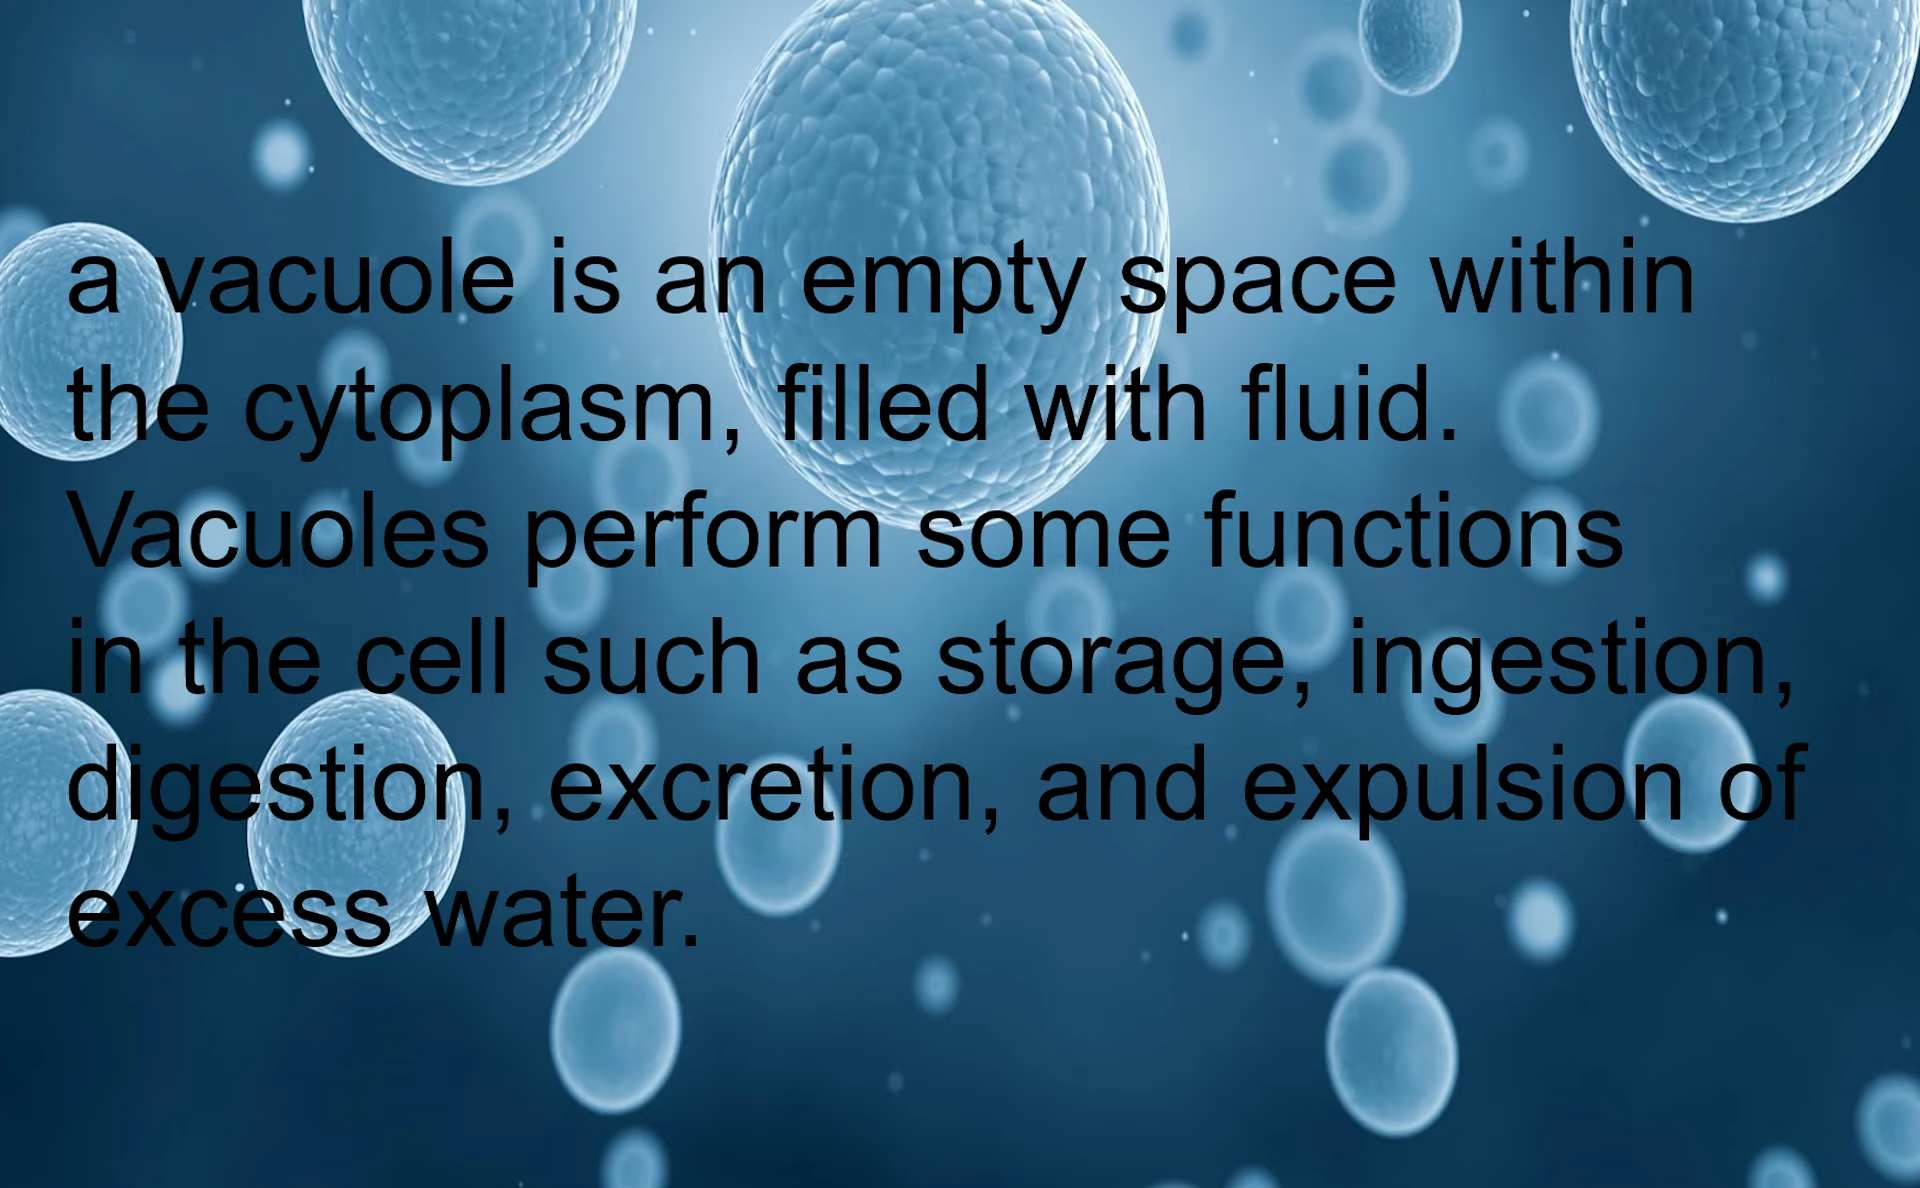 a vacuole is an empty space within
the cytoplasm, filled with fluid.
Vacuoles perform some functions
in the cell such as storage, ingestion,
digestion, excretion, and expulsion of
excess water.